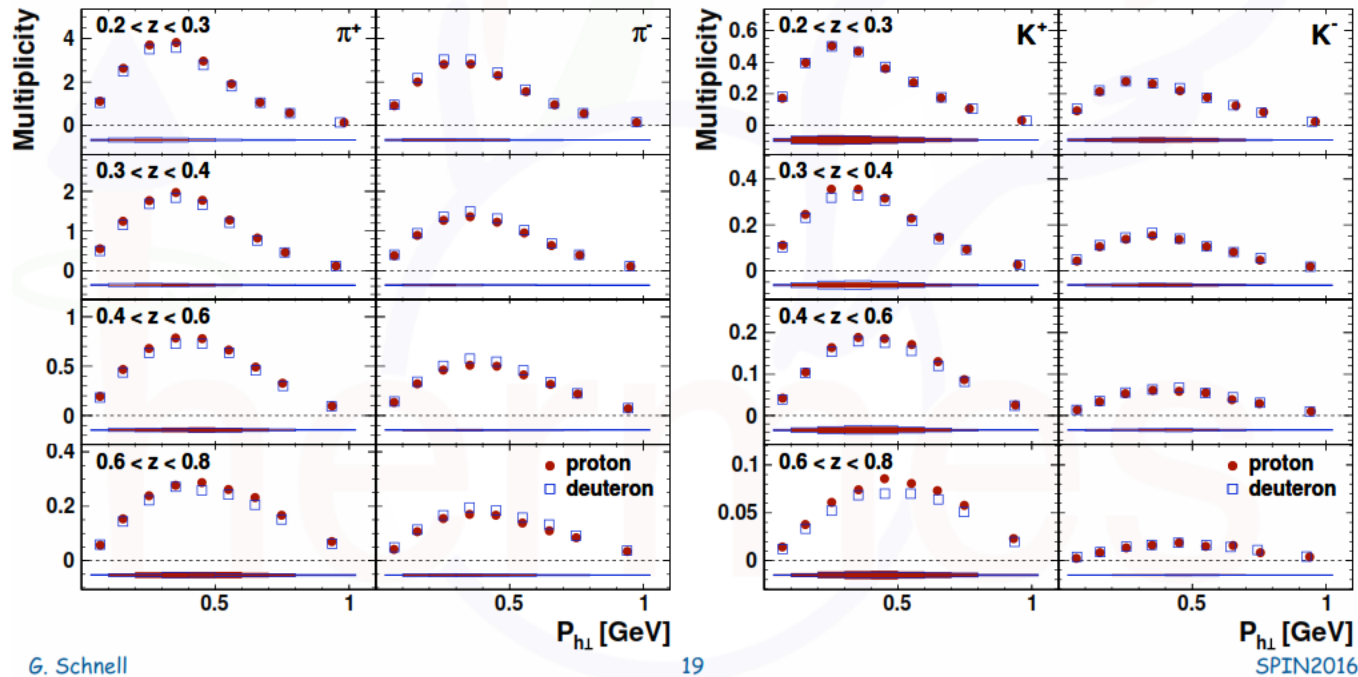 Multiplicity
0.2 < z < 0.3
π+
π-
4
2
0
0.3 < z < 0.4
2
1
0
0.4 < z < 0.6
1
0.5
0
0.6 < z < 0.8
0.4
0.2
0
proton
deuteron
0.5
1
0.5
1
Ph⊥ [GeV]
Multiplicity
0.2 < z < 0.3
K+
K-
0.6
0.4
0.2
0
0.3 < z < 0.4
0.4
0.2
0
0.4 < z < 0.6
0.2
0.1
0
0.6 < z < 0.8
0.1
0.05
0
proton
deuteron
0.5
1
0.5
1
Ph⊥ [GeV]
hermes
G. Schnell
19
SPIN2016